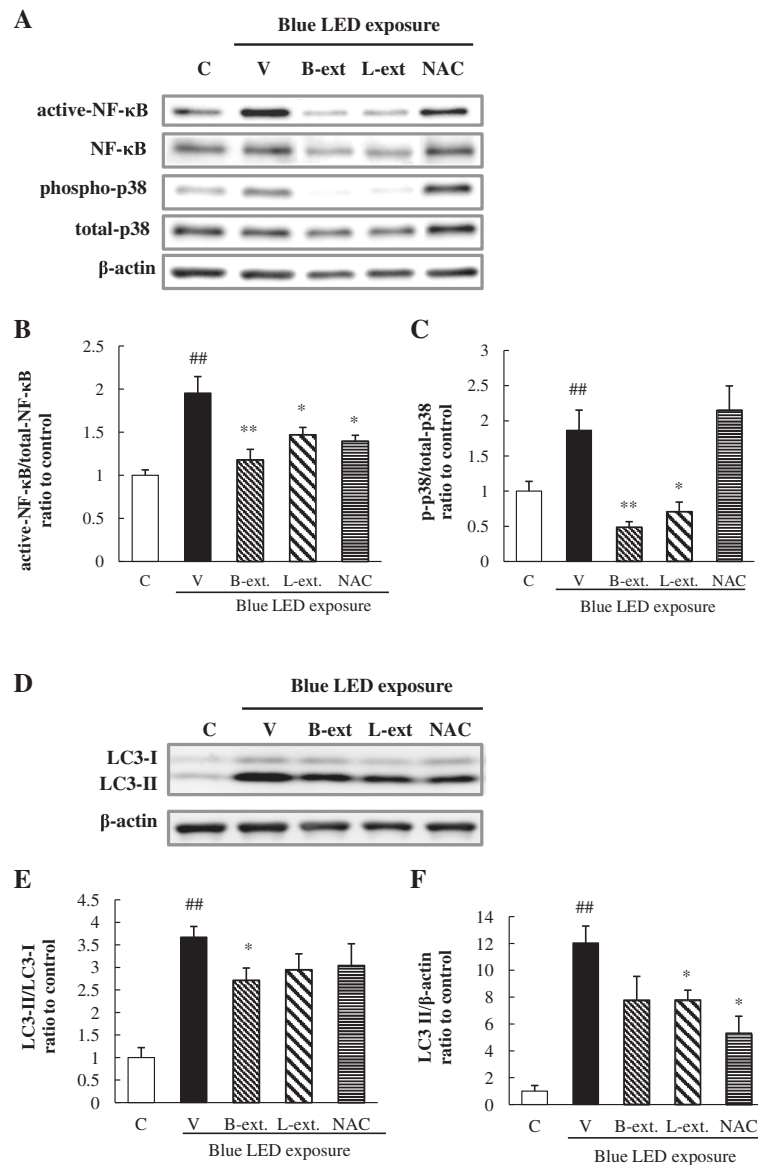 A
Blue LED exposure
C V B-ext L-ext NAC
active-NF-κB
NF-κB
phospho-p38
total-p38
β-actin
B
active-NF-κB/total-NF-κB
ratio to control
2.5
2
1.5
1
0.5
0
##
**
*
*
C V B-ext. L-ext. NAC
Blue LED exposure
C
p-p38/total-p38
ratio to control
3
2.5
2
1.5
1
0.5
0
##
**
*
C V B-ext. L-ext. NAC
Blue LED exposure
D
Blue LED exposure
C V B-ext L-ext NAC
LC3-I
LC3-II
β-actin
E
LC3-II/LC3-I
ratio to control
4.5
4
3.5
3
2.5
2
1.5
1
0.5
0
##
*
C V B-ext. L-ext. NAC
Blue LED exposure
F
LC3 II/β-actin
ratio to control
14
12
10
8
6
4
2
0
##
*
*
C V B-ext. L-ext. NAC
Blue LED exposure